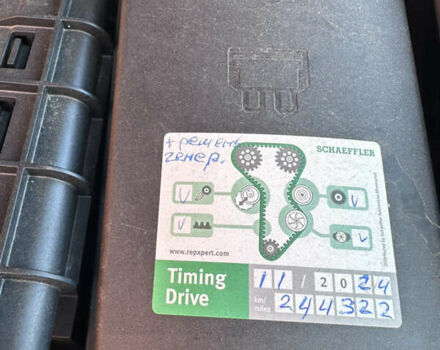 + ремень
генер.
SCHAEFFLER
V
V
V
V
www.repxpert.com
Timing
Drive
11 / 2024
km/
miles
244322